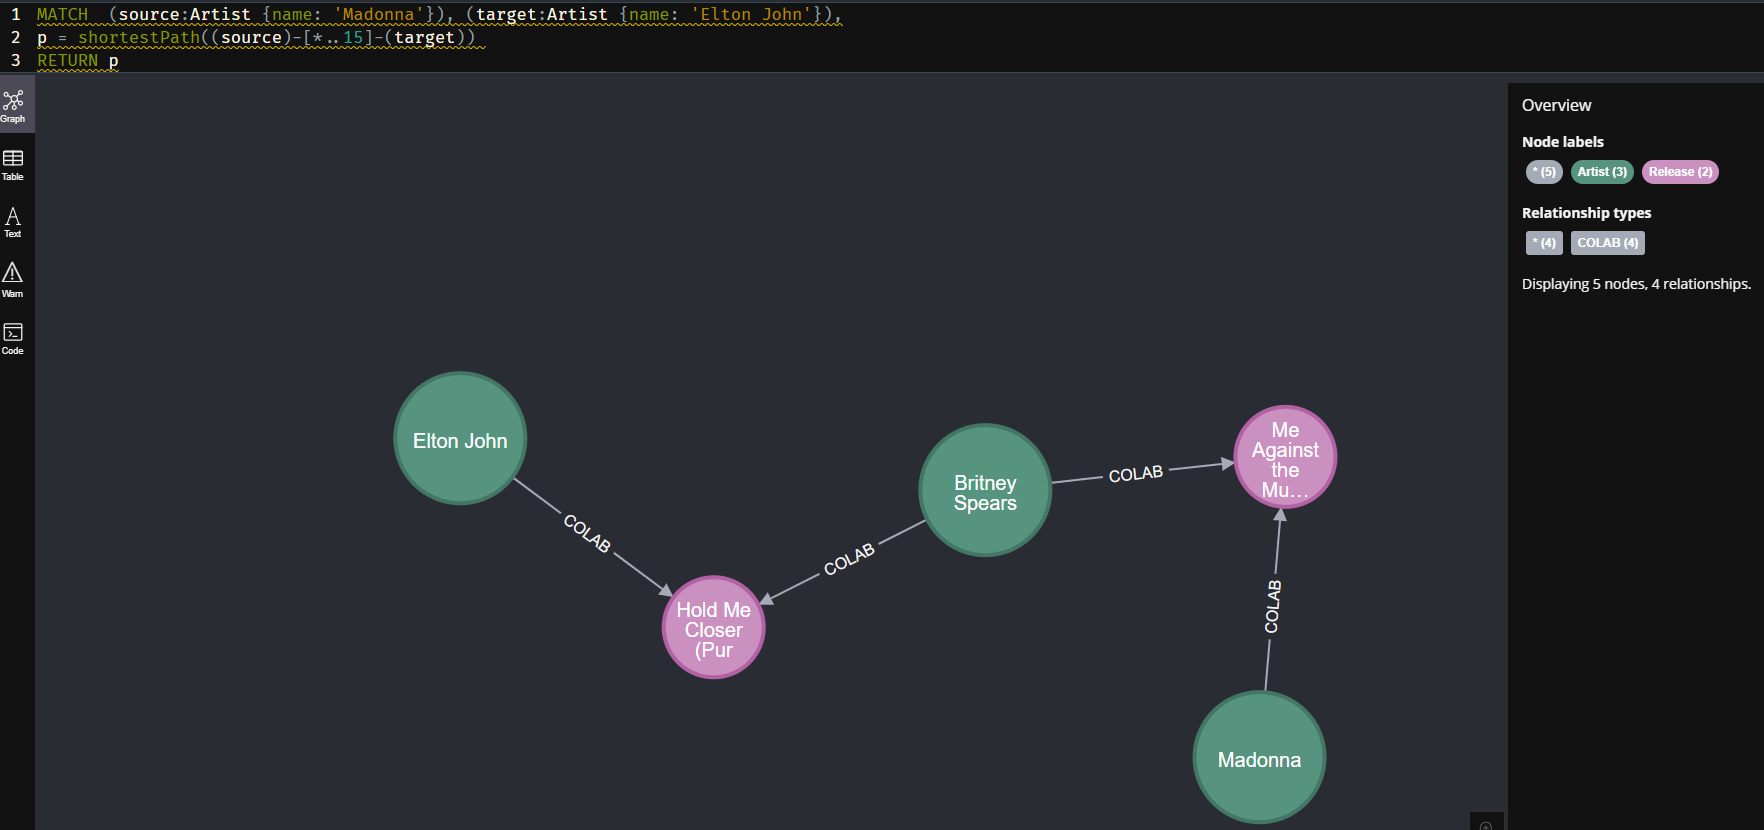 1 MATCH  (source:Artist {name: 'Madonna'}), (target:Artist {name: 'Elton John'}),
2 p = shortestPath((source)-[*..15]-(target))
3 RETURN p
Graph
Table
Text
Warn
Code
Overview
Node labels
* (5) Artist (3) Release (2)
Relationship types
* (4) COLAB (4)
Displaying 5 nodes, 4 relationships.
Elton John
COLAB
Hold Me
Closer
(Pur
COLAB
Britney
Spears
COLAB
Me
Against
the
Mu...
COLAB
Madonna